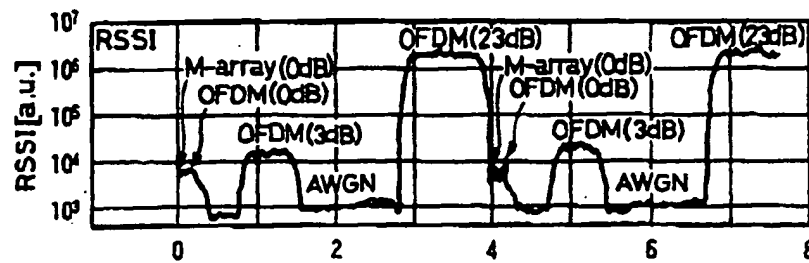 10⁷
RSSI
OFDM(23dB)
OFDM(23dB)
10⁶
M-array(0dB)
M-array(0dB)
OFDM(0dB)
OFDM(0dB)
10⁵
OFDM(3dB)
OFDM(3dB)
10⁴
AWGN
AWGN
10³
RSSI[a.u.]
0
2
4
6
8